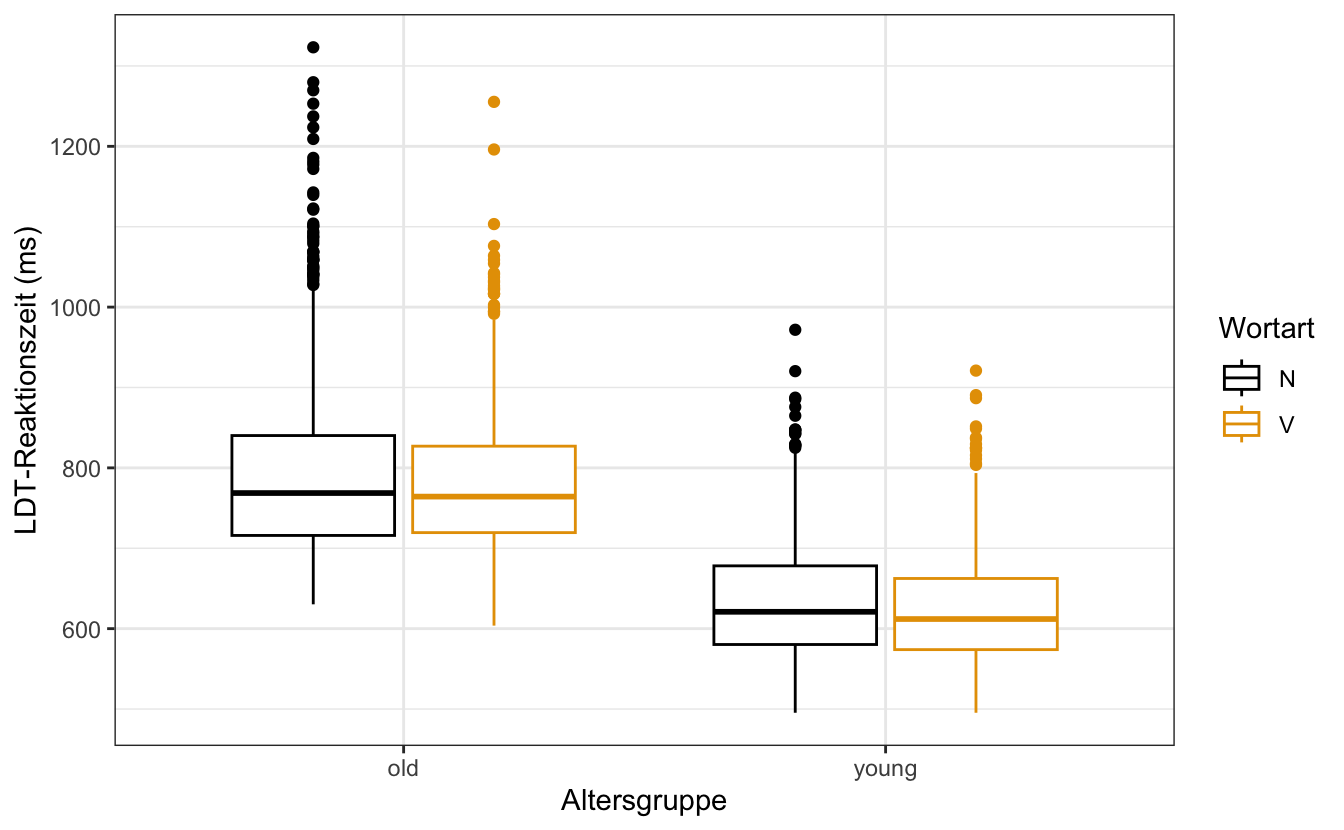 LDT-Reaktionszeit (ms)
1200
1000
800
600
old
young
Altersgruppe
Wortart
N
V